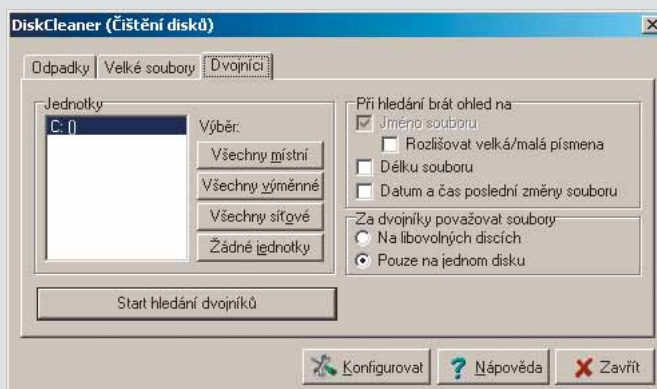 DiskCleaner (Čištění disků)
Odpadky
Velké soubory
Dvojníci
Jednotky
C: ()
Výběr:
Všechny místní
Všechny výměnné
Všechny síťové
Žádné jednotky
Start hledání dvojníků
Při hledání brát ohled na
Jméno souboru
Rozlišovat velká/malá písmena
Délku souboru
Datum a čas poslední změny souboru
Za dvojníky považovat soubory
Na libovolných discích
Pouze na jednom disku
Konfigurovat
Nápověda
Zavřít